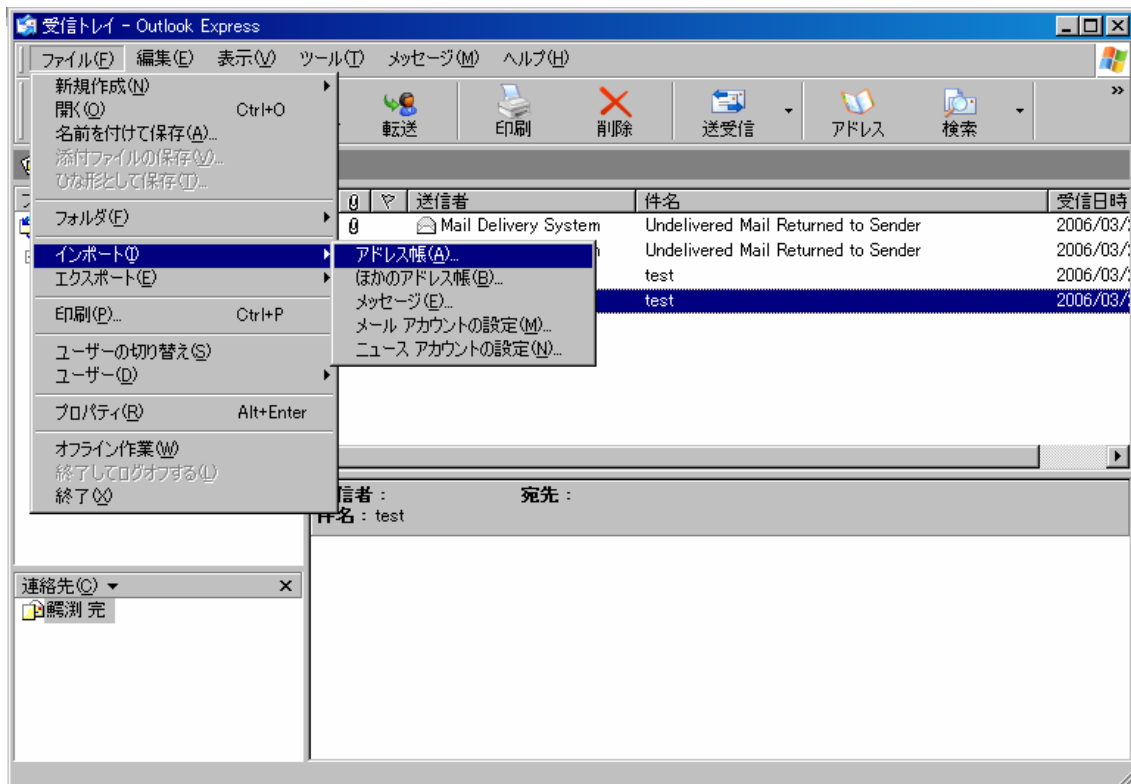 受信トレイ - Outlook Express
ファイル(F) 編集(E) 表示(V) ツール(T) メッセージ(M) ヘルプ(H)
転送 印刷 削除 送受信 アドレス 検索 »
新規作成(N)
開く(O) Ctrl+O
名前を付けて保存(A)...
添付ファイルの保存(V)...
ひな形として保存(T)...
フォルダ(F)
インポート(I)
エクスポート(E)
印刷(P)... Ctrl+P
ユーザーの切り替え(S)
ユーザー(D)
プロパティ(R) Alt+Enter
オフライン作業(W)
終了してログオフする(L)
終了(X)
アドレス帳(A)...
ほかのアドレス帳(B)...
メッセージ(E)...
メール アカウントの設定(M)...
ニュース アカウントの設定(N)...
送信者 件名 受信日時
Mail Delivery System Undelivered Mail Returned to Sender 2006/03/
Undelivered Mail Returned to Sender 2006/03/
test 2006/03/
test 2006/03/
信者 : 宛先 :
件名 : test
連絡先(C)
鰐渕 完